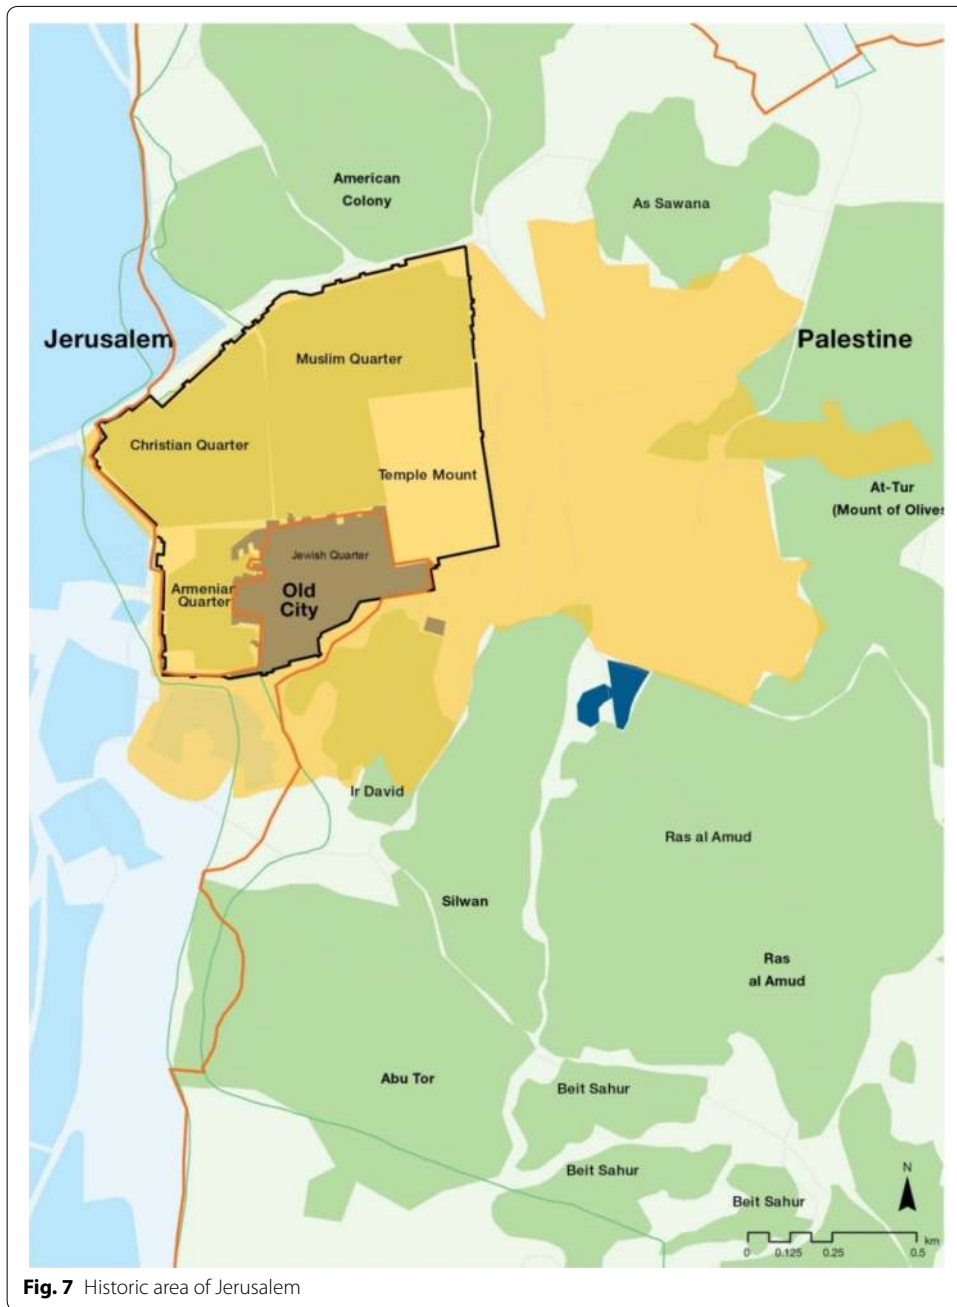 American
Colony
As Sawana
Jerusalem
Palestine
Muslim Quarter
Christian Quarter
Temple Mount
At-Tur
(Mount of Olives
Jewish Quarter
Armenian
Quarter
Old
City
Ir David
Ras al Amud
Silwan
Ras
al Amud
Abu Tor
Beit Sahur
Beit Sahur
Beit Sahur
N
km
0 0.125 0.25 0.5
Fig. 7 Historic area of Jerusalem